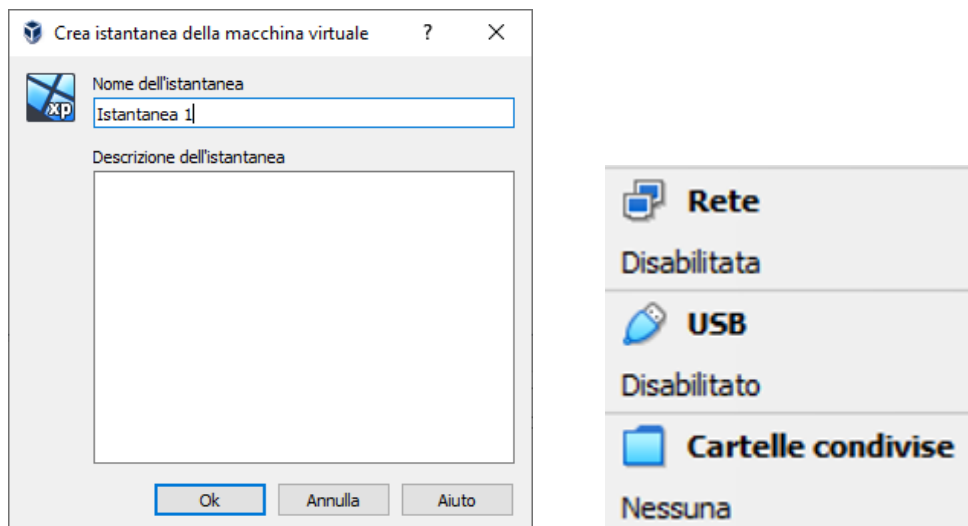 Crea istantanea della macchina virtuale ?
xp
Nome dell'istantanea
Istantanea 1
Descrizione dell'istantanea
Ok Annulla Aiuto
Rete
Disabilitata
USB
Disabilitato
Cartelle condivise
Nessuna